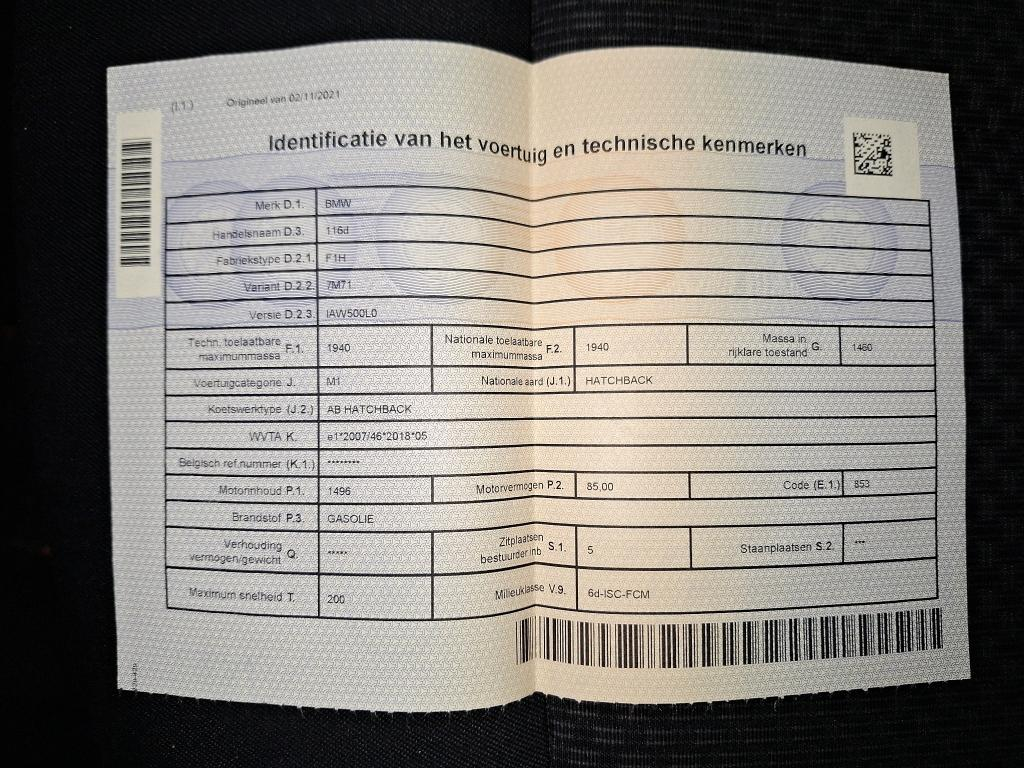 (I.1.) Origineel van 02/11/2021
Identificatie van het voertuig en technische kenmerken
Merk D.1. BMW
Handelsnaam D.3. 116d
Fabriekstype D.2.1. F1H
Variant D.2.2. 7M71
Versie D.2.3. IAW500L0
Techn. toelaatbare maximummassa F.1. 1940 Nationale toelaatbare maximummassa F.2. 1940 Massa in rijklare toestand G. 1460
Voertuigcategorie J. M1 Nationale aard (J.1.) HATCHBACK
Koetswerktype (J.2.) AB HATCHBACK
WVTA K. e1*2007/46*2018*05
Belgisch ref.nummer (K.1.) ********
Motorinhoud P.1. 1496 Motorvermogen P.2. 85,00 Code (E.1.) 853
Brandstof P.3. GASOLIE
Verhouding vermogen/gewicht Q. ***** Zitplaatsen bestuurder inb S.1. 5 Staanplaatsen S.2. ***
Maximum snelheid T. 200 Milieuklasse V.9. 6d-ISC-FCM